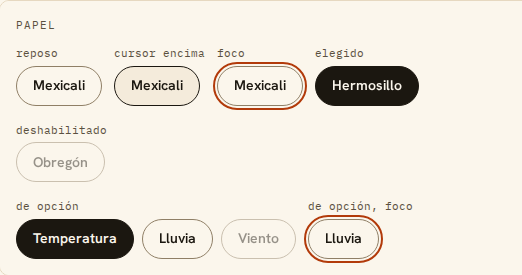 PAPEL
reposo cursor encima foco elegido
Mexicali Mexicali Mexicali Hermosillo
deshabilitado
Obregón
de opción de opción, foco
Temperatura Lluvia Viento Lluvia